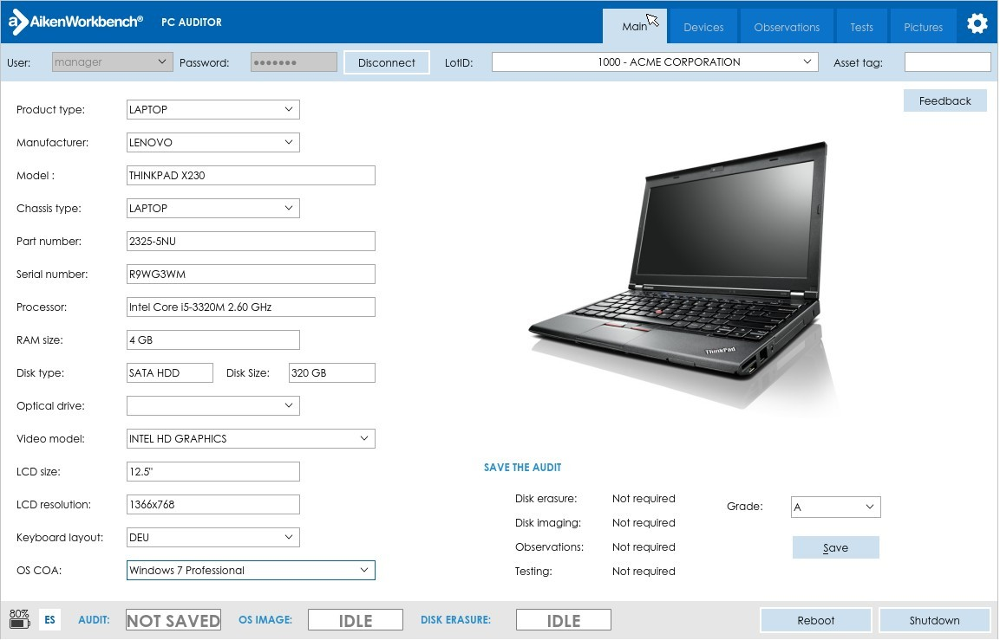 AikenWorkbench® PC AUDITOR Main Devices Observations Tests Pictures
User: manager Password: ●●●●●●● Disconnect LotID: 1000 - ACME CORPORATION Asset tag:
Feedback
Product type: LAPTOP
Manufacturer: LENOVO
Model : THINKPAD X230
Chassis type: LAPTOP
Part number: 2325-5NU
Serial number: R9WG3WM
Processor: Intel Core i5-3320M 2.60 GHz
RAM size: 4 GB
Disk type: SATA HDD Disk Size: 320 GB
Optical drive:
Video model: INTEL HD GRAPHICS
LCD size: 12.5"
LCD resolution: 1366x768
Keyboard layout: DEU
OS COA: Windows 7 Professional
ThinkPad
SAVE THE AUDIT
Disk erasure: Not required
Disk imaging: Not required
Observations: Not required
Testing: Not required
Grade: A
Save
80% ES AUDIT: NOT SAVED OS IMAGE: IDLE DISK ERASURE: IDLE Reboot Shutdown